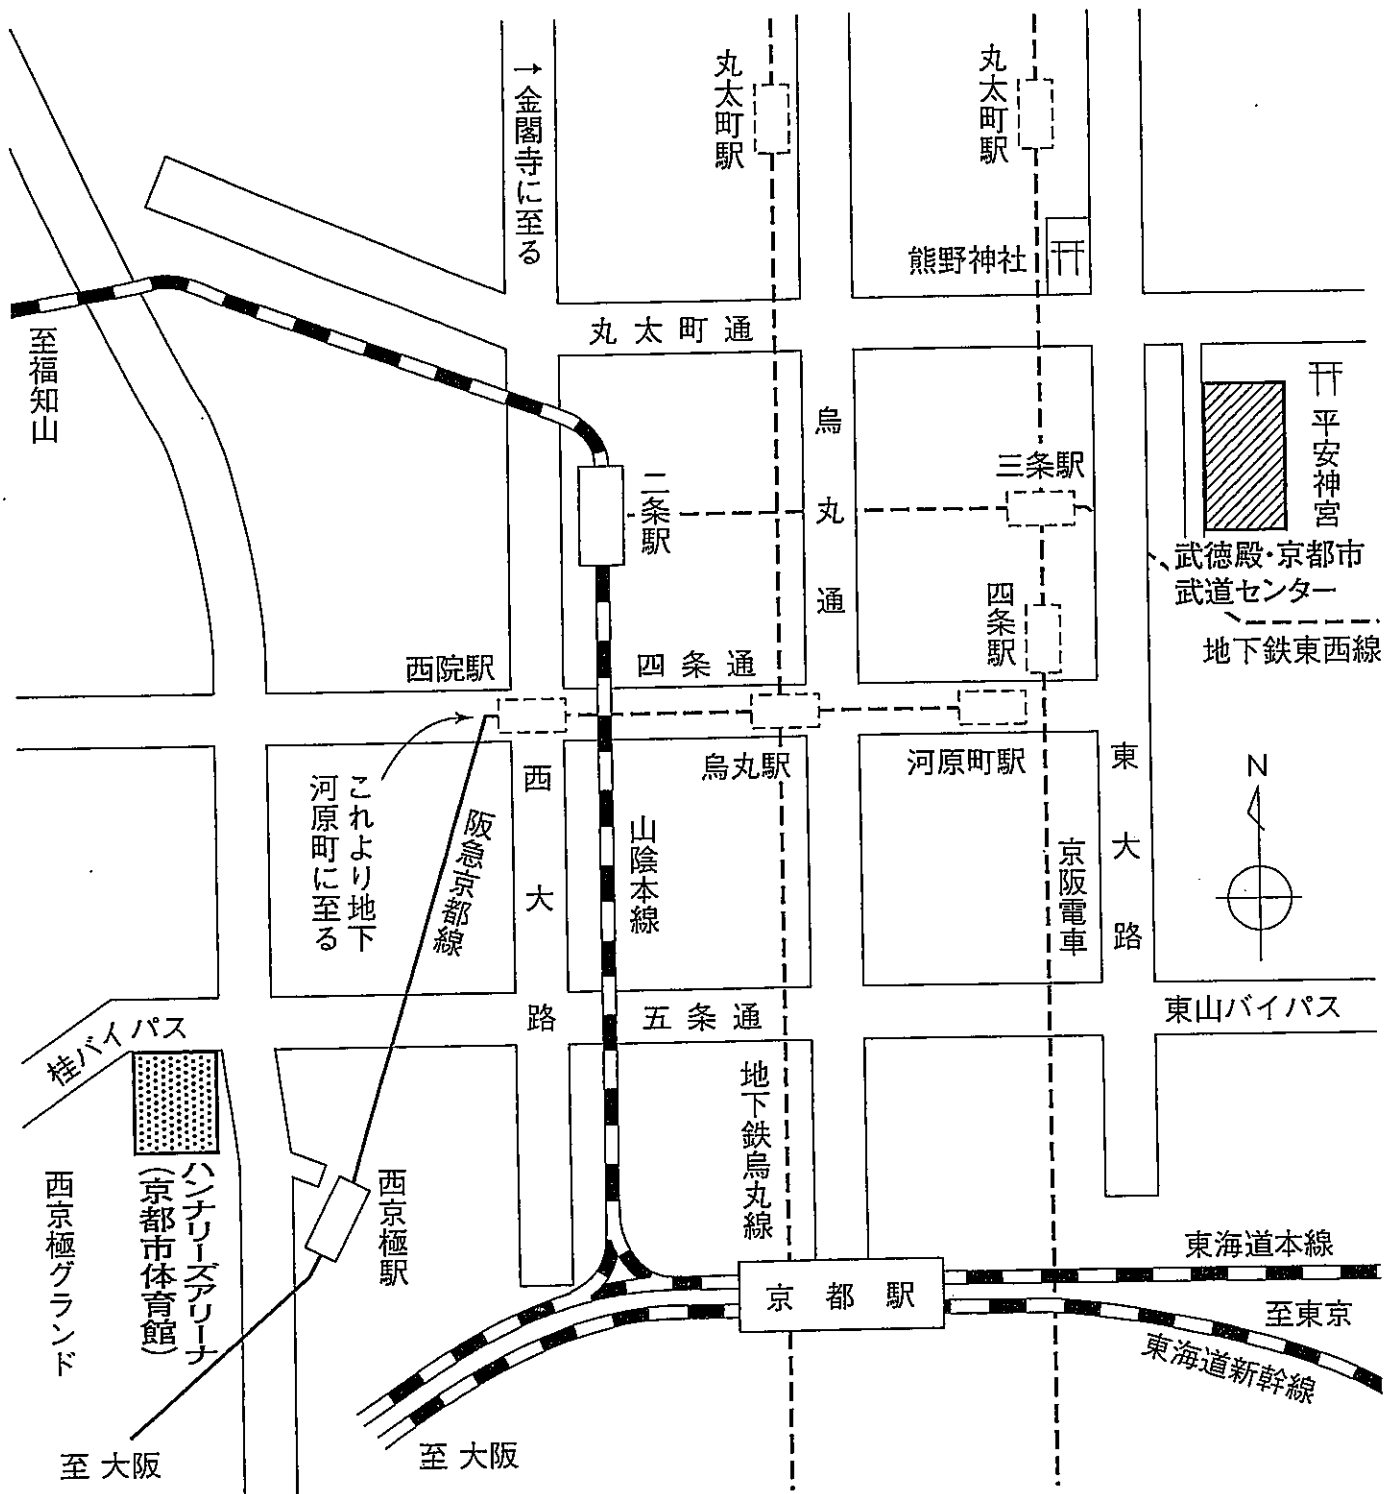 →金閣寺に至る
丸太町駅
丸太町駅
熊野神社
丸太町通
至福知山
烏丸通
平安神宮
二条駅
三条駅
武徳殿・京都市
武道センター
四条駅
地下鉄東西線
西院駅
四条通
烏丸駅
河原町駅
西大路
東大路
N
これより地下
河原町に至る
阪急京都線
山陰本線
京阪電車
五条通
東山バイパス
桂バイパス
地下鉄烏丸線
ハンナリーズアリーナ
（京都市体育館）
西京極グランド
西京極駅
京都駅
東海道本線
至東京
東海道新幹線
至大阪
至大阪